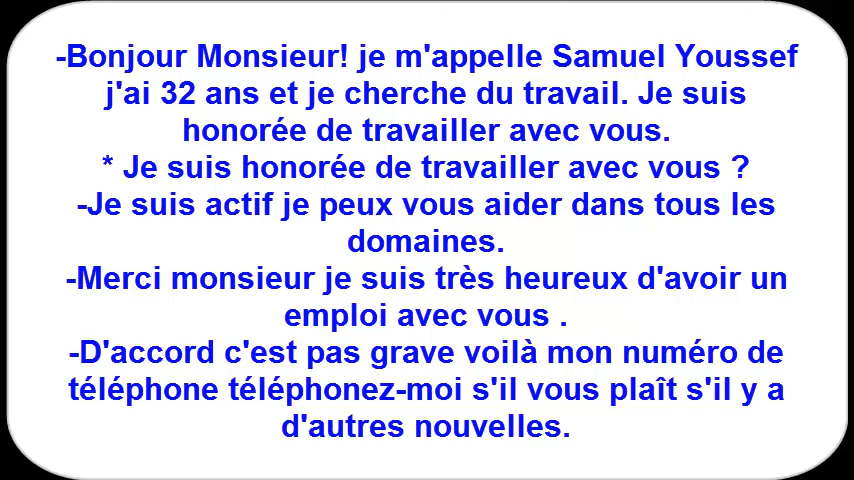 -Bonjour Monsieur! je m'appelle Samuel Youssef
j'ai 32 ans et je cherche du travail. Je suis
honorée de travailler avec vous.
* Je suis honorée de travailler avec vous ?
-Je suis actif je peux vous aider dans tous les
domaines.
-Merci monsieur je suis très heureux d'avoir un
emploi avec vous .
-D'accord c'est pas grave voilà mon numéro de
téléphone téléphonez-moi s'il vous plaît s'il y a
d'autres nouvelles.